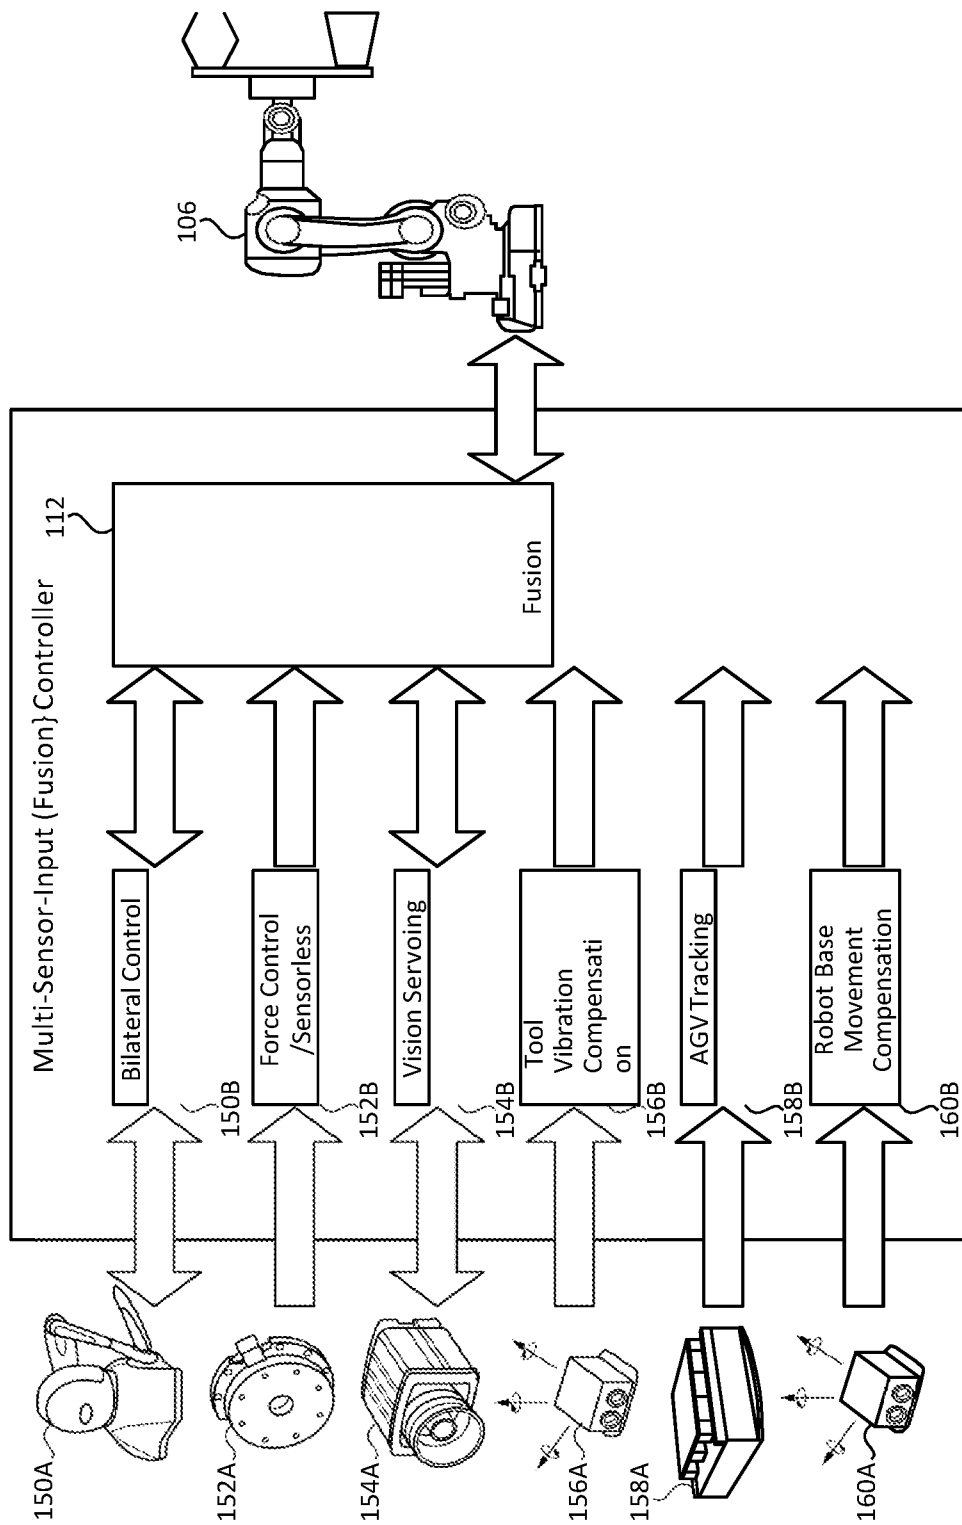 Multi-Sensor-Input (Fusion} Controller
150A
150B
Bilateral Control
112
106
152A
152B
Force Control
/Sensorless
154A
154B
Vision Servoing
Fusion
156A
156B
Tool
Vibration
Compensati
on
158A
158B
AGV Tracking
160A
160B
Robot Base
Movement
Compensation